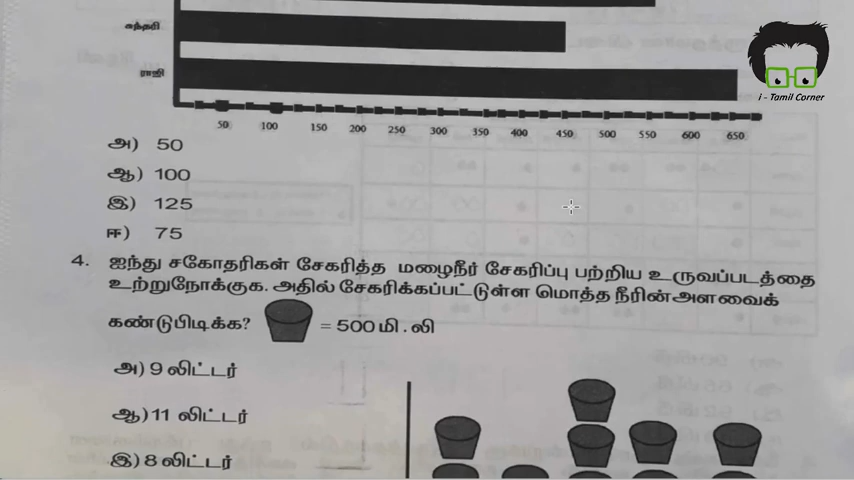 சுந்தரி
i - Tamil Corner
ராஜி
50 100 150 200 250 300 350 400 450 500 550 600 650
அ) 50
ஆ) 100
இ) 125
ஈ) 75
4. ஐந்து சகோதரிகள் சேகரித்த மழைநீர் சேகரிப்பு பற்றிய உருவப்படத்தை
உற்றுநோக்குக. அதில் சேகரிக்கப்பட்டுள்ள மொத்த நீரின்அளவைக்
கண்டுபிடிக்க? = 500 மி . லி
அ) 9 லிட்டர்
ஆ) 11 லிட்டர்
இ) 8 லிட்டர்